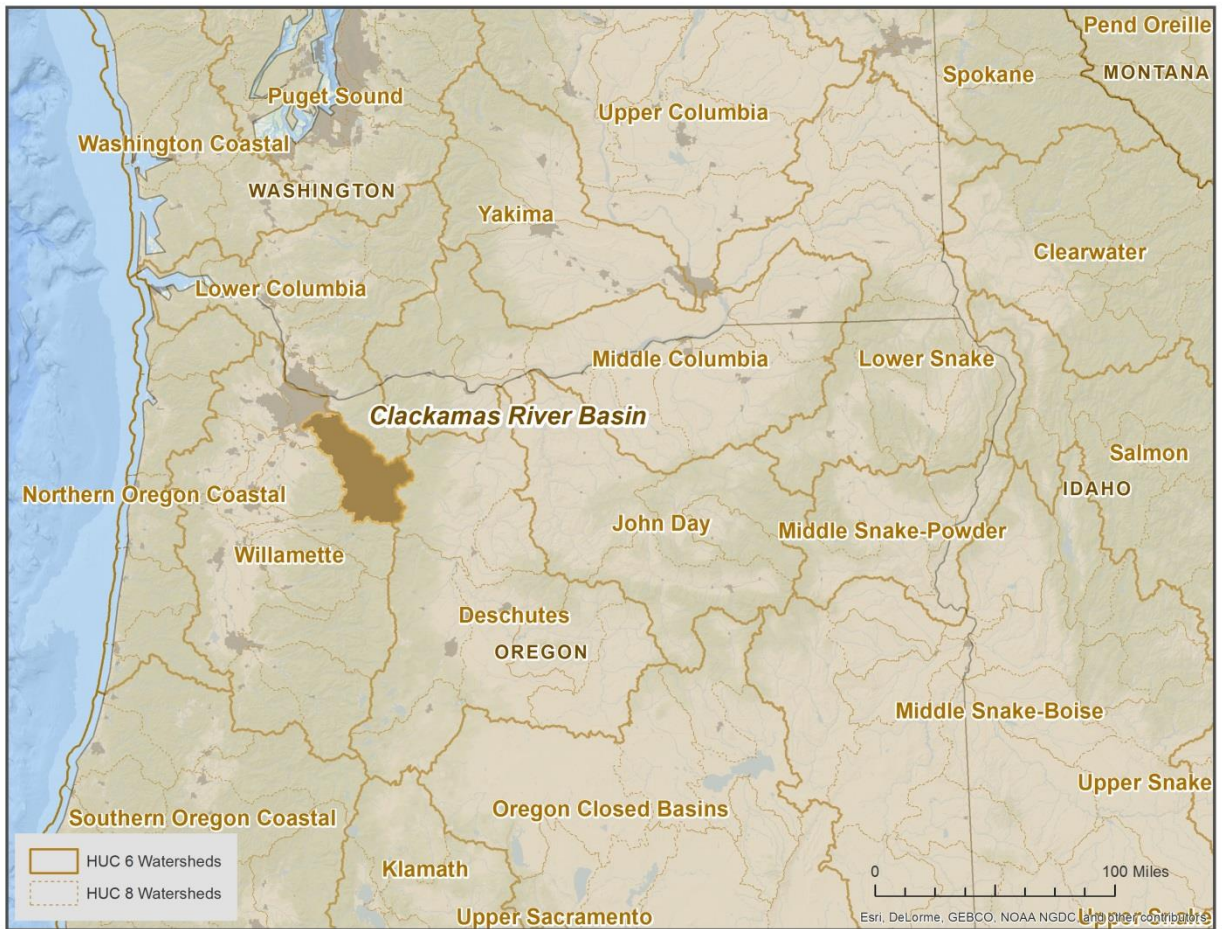 Pend Oreille
Spokane
MONTANA
Puget Sound
Upper Columbia
Washington Coastal
WASHINGTON
Yakima
Clearwater
Lower Columbia
Middle Columbia
Lower Snake
Clackamas River Basin
Salmon
IDAHO
Northern Oregon Coastal
John Day
Middle Snake-Powder
Willamette
Deschutes
OREGON
Middle Snake-Boise
Upper Snake
Oregon Closed Basins
Southern Oregon Coastal
HUC 6 Watersheds
HUC 8 Watersheds
Klamath
0 100 Miles
Upper Sacramento
Upper Snake
Esri, DeLorme, GEBCO, NOAA NGDC, and other contributors